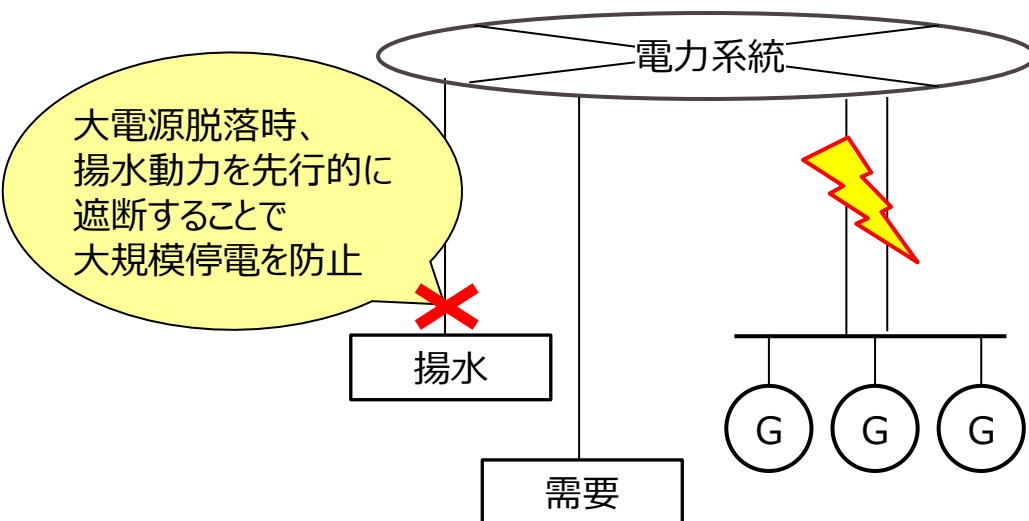 電力系統
大電源脱落時、
揚水動力を先行的に
遮断することで
大規模停電を防止
揚水
G G G
需要